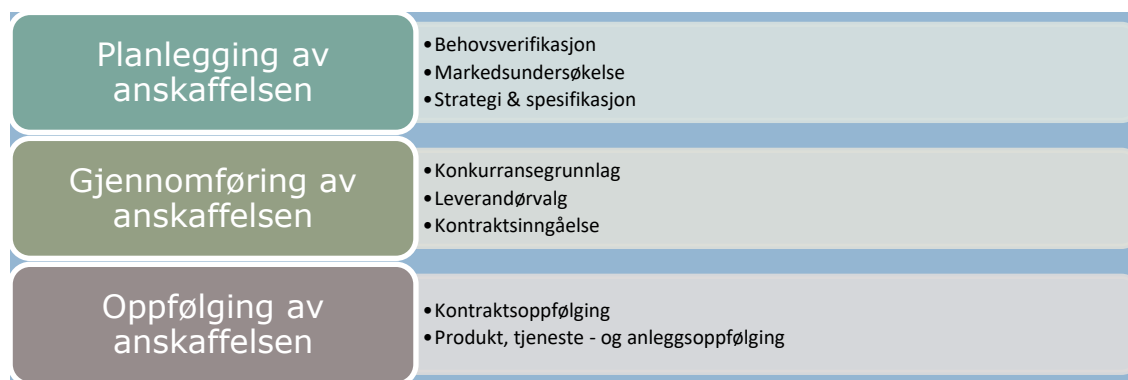 Planlegging av
anskaffelsen
•Behovsverifikasjon
•Markedsundersøkelse
•Strategi & spesifikasjon
Gjennomføring av
anskaffelsen
•Konkurransegrunnlag
•Leverandørvalg
•Kontraktsinngåelse
Oppfølging av
anskaffelsen
•Kontraktsoppfølging
•Produkt, tjeneste - og anleggsoppfølging